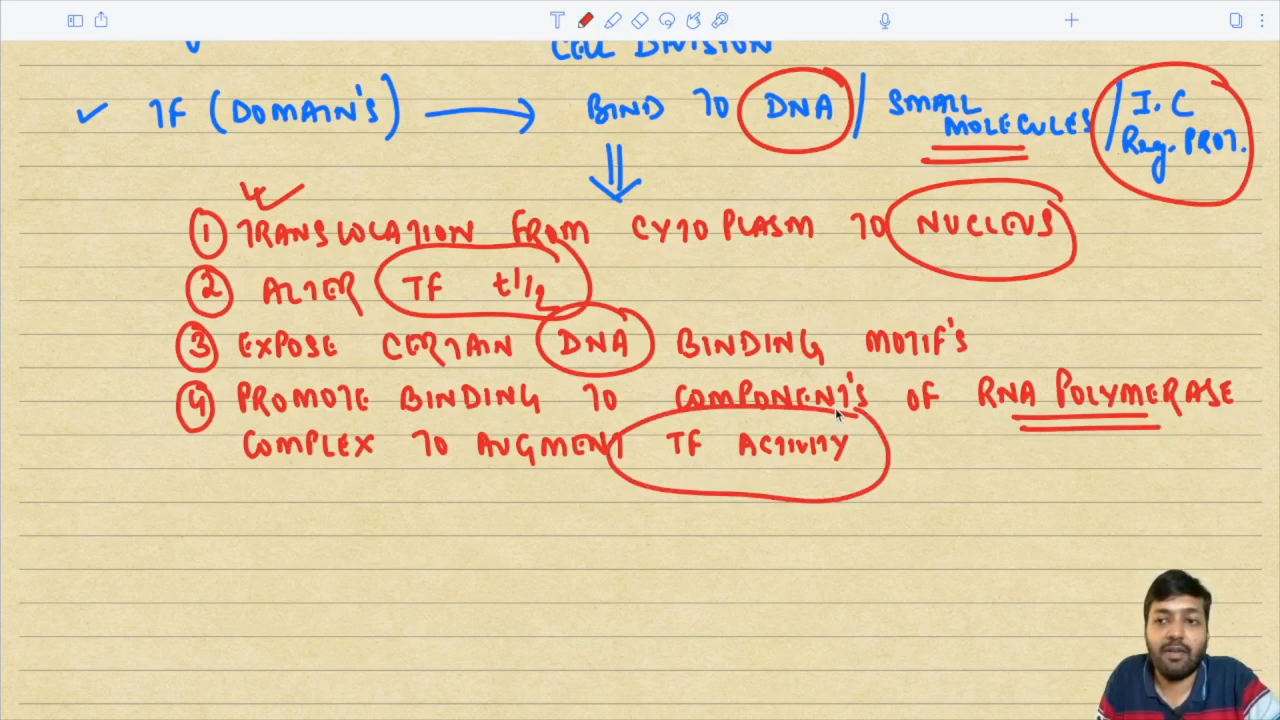 CELL DIVISION
TF (DOMAIN'S) → BIND TO DNA / SMALL MOLECULES / I.C Reg. PROT.
① TRANSLOCATION FROM CYTOPLASM TO NUCLEUS
② ALTER TF t1/2
③ EXPOSE CERTAIN DNA BINDING MOTIF'S
④ PROMOTE BINDING TO COMPONENT'S OF RNA POLYMERASE
COMPLEX TO AUGMENT TF ACTIVITY